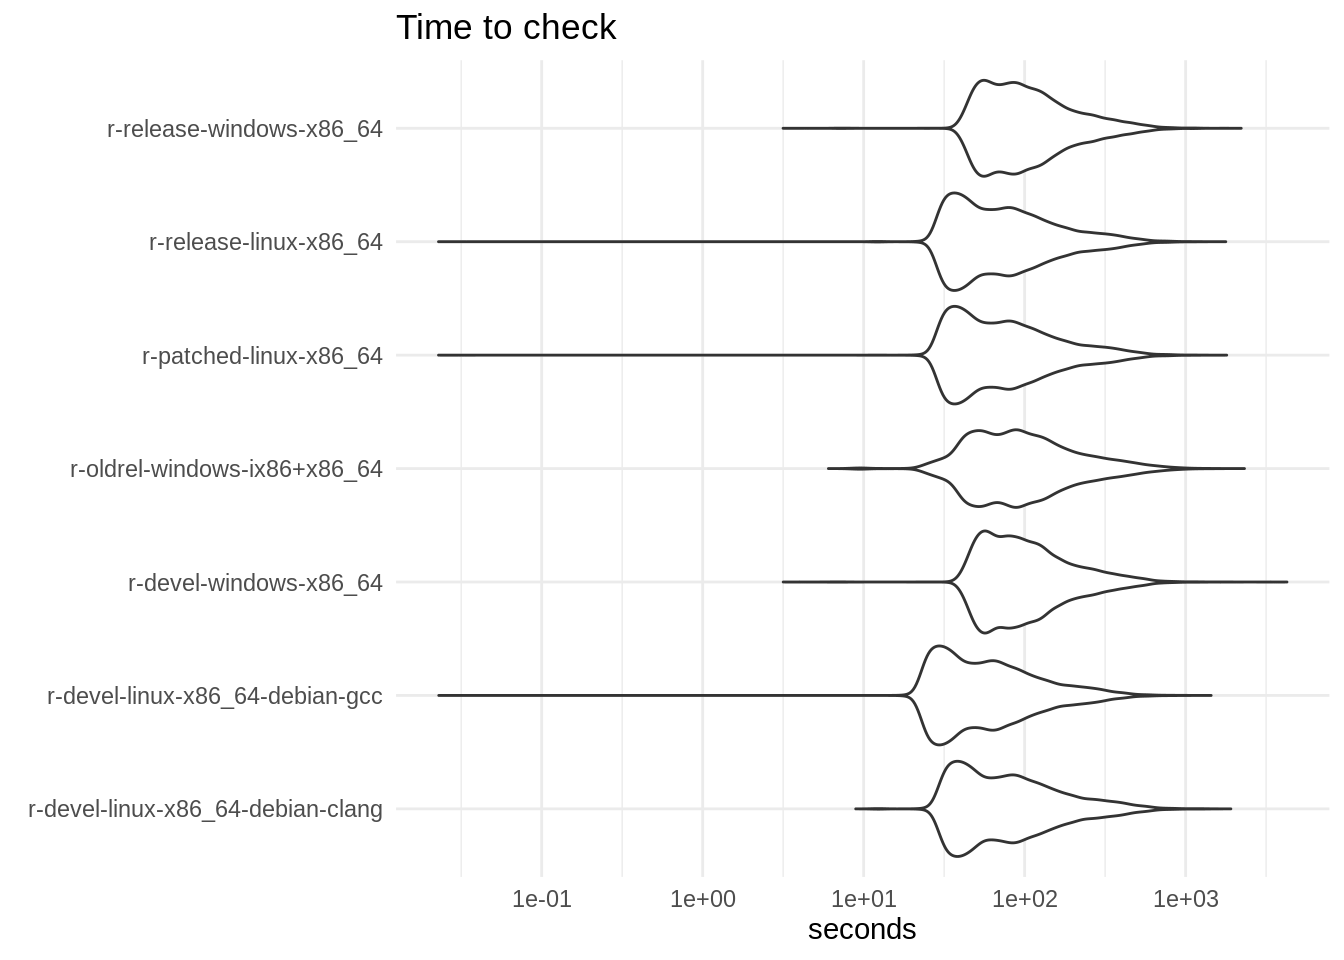 Time to check
r-release-windows-x86_64
r-release-linux-x86_64
r-patched-linux-x86_64
r-oldrel-windows-ix86+x86_64
r-devel-windows-x86_64
r-devel-linux-x86_64-debian-gcc
r-devel-linux-x86_64-debian-clang
1e-01 1e+00 1e+01 1e+02 1e+03
seconds